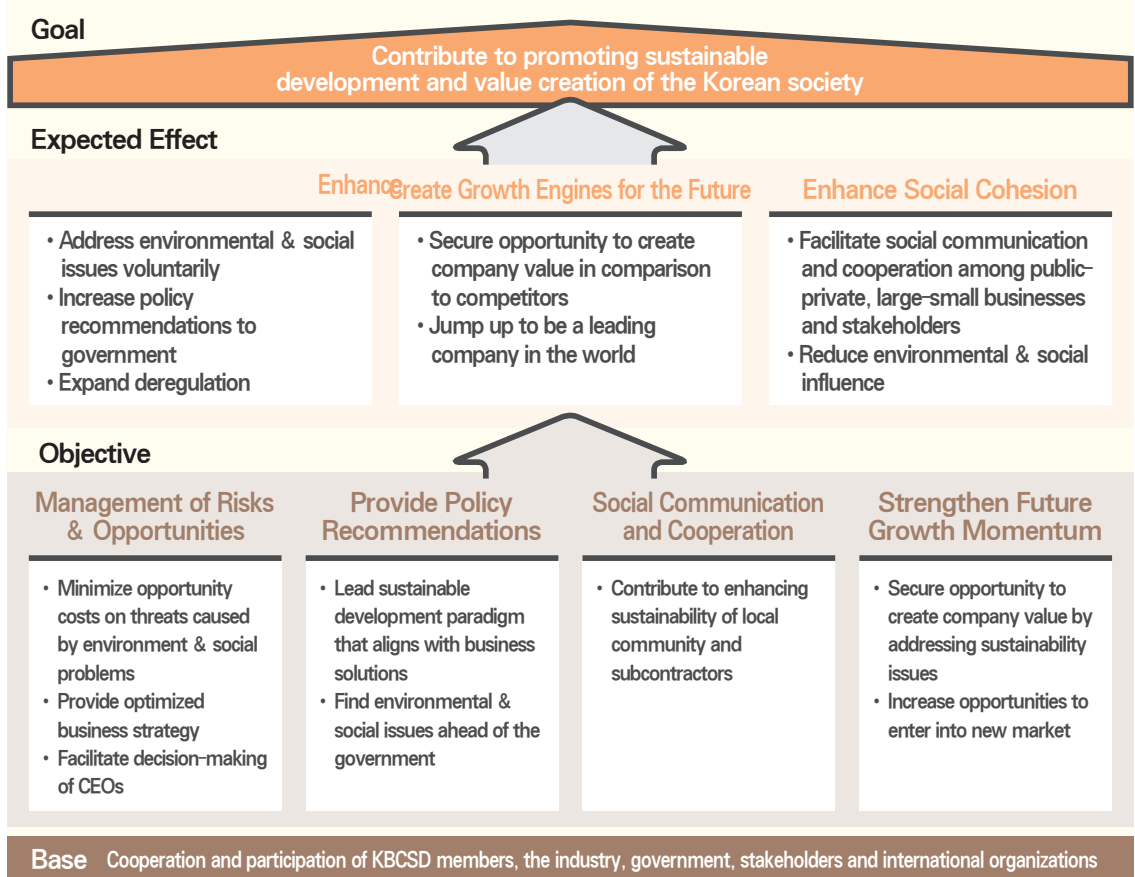 Goal
Contribute to promoting sustainable
development and value creation of the Korean society
Expected Effect
Enhance
Create Growth Engines for the Future
Enhance Social Cohesion
• Address environmental & social
issues voluntarily
• Increase policy
recommendations to
government
• Expand deregulation
• Secure opportunity to create
company value in comparison
to competitors
• Jump up to be a leading
company in the world
• Facilitate social communication
and cooperation among public-
private, large-small businesses
and stakeholders
• Reduce environmental & social
influence
Objective
Management of Risks
& Opportunities
• Minimize opportunity
costs on threats caused
by environment & social
problems
• Provide optimized
business strategy
• Facilitate decision-making
of CEOs
Provide Policy
Recommendations
• Lead sustainable
development paradigm
that aligns with business
solutions
• Find environmental &
social issues ahead of the
government
Social Communication
and Cooperation
• Contribute to enhancing
sustainability of local
community and
subcontractors
Strengthen Future
Growth Momentum
• Secure opportunity to
create company value by
addressing sustainability
issues
• Increase opportunities to
enter into new market
Base Cooperation and participation of KBCSD members, the industry, government, stakeholders and international organizations